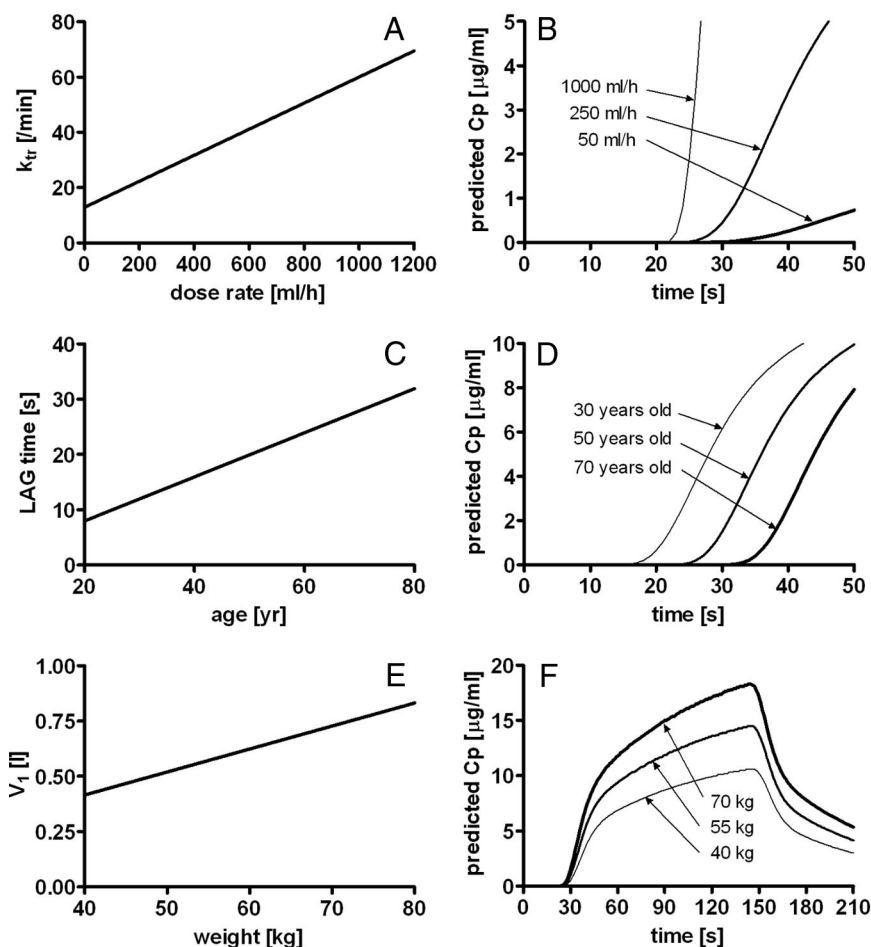 A
k_tr [/min]
80
60
40
20
0
0 200 400 600 800 1000 1200
dose rate [ml/h]
B
predicted Cp [µg/ml]
5
4
3
2
1
0
1000 ml/h
250 ml/h
50 ml/h
0 10 20 30 40 50
time [s]
C
LAG time [s]
40
30
20
10
0
20 40 60 80
age [yr]
D
predicted Cp [µg/ml]
10
8
6
4
2
0
30 years old
50 years old
70 years old
0 10 20 30 40 50
time [s]
E
V₁ [l]
1.00
0.75
0.50
0.25
0.00
40 50 60 70 80
weight [kg]
F
predicted Cp [µg/ml]
20
15
10
5
0
70 kg
55 kg
40 kg
0 30 60 90 120 150 180 210
time [s]